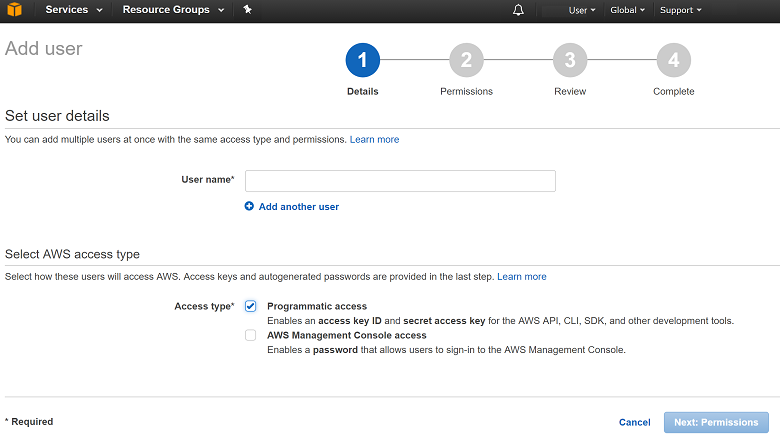 Services Resource Groups User Global Support
Add user
1 2 3 4
Details Permissions Review Complete
Set user details
You can add multiple users at once with the same access type and permissions. Learn more
User name*
Add another user
Select AWS access type
Select how these users will access AWS. Access keys and autogenerated passwords are provided in the last step. Learn more
Access type* Programmatic access
Enables an access key ID and secret access key for the AWS API, CLI, SDK, and other development tools.
AWS Management Console access
Enables a password that allows users to sign-in to the AWS Management Console.
* Required Cancel Next: Permissions